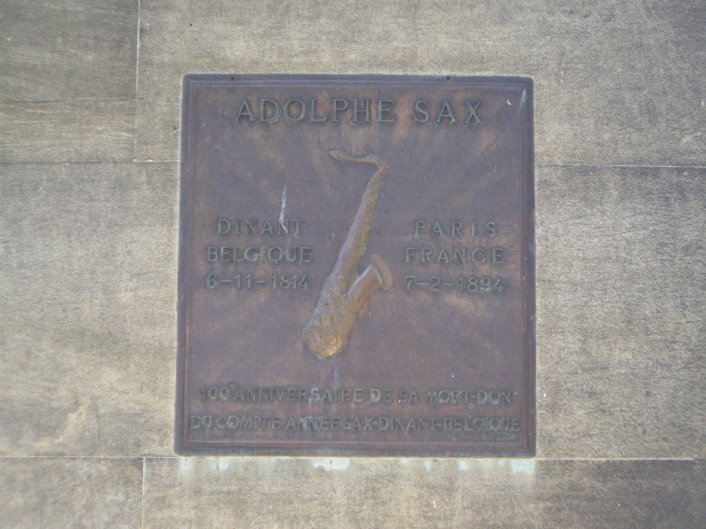 ADOLPHE SAX
DINANT
BELGIQUE
6-11-1814
PARIS
FRANCE
7-2-1894
100e ANNIVERSAIRE DE SA MORT-DON
DU COMITE ANNEE SAX-DINANT-BELGIQUE